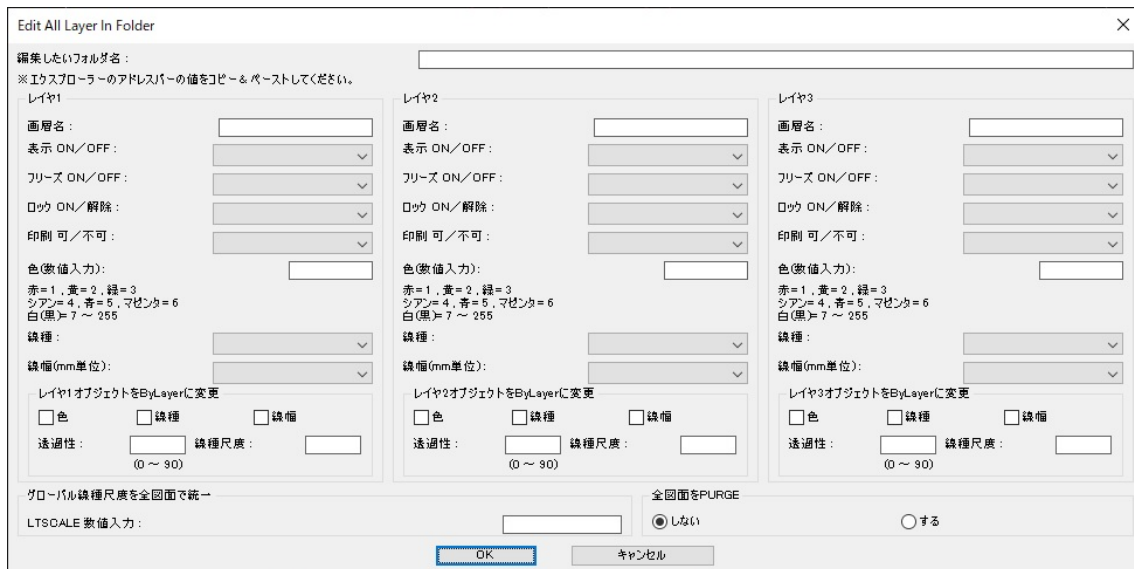 Edit All Layer In Folder
編集したいフォルダ名：
※エクスプローラーのアドレスバーの値をコピー＆ペーストしてください。
レイヤ1
画層名：
表示 ON／OFF：
フリーズ ON／OFF：
ロック ON／解除：
印刷 可／不可：
色(数値入力)：
赤=1，黄=2，緑=3
シアン=4，青=5，マゼンタ=6
白(黒)=7 ～ 255
線種：
線幅(mm単位)：
レイヤ1オブジェクトをByLayerに変更
色 線種 線幅
透過性： 線種尺度：
(0 ～ 90)
レイヤ2
画層名：
表示 ON／OFF：
フリーズ ON／OFF：
ロック ON／解除：
印刷 可／不可：
色(数値入力)：
赤=1，黄=2，緑=3
シアン=4，青=5，マゼンタ=6
白(黒)=7 ～ 255
線種：
線幅(mm単位)：
レイヤ2オブジェクトをByLayerに変更
色 線種 線幅
透過性： 線種尺度：
(0 ～ 90)
レイヤ3
画層名：
表示 ON／OFF：
フリーズ ON／OFF：
ロック ON／解除：
印刷 可／不可：
色(数値入力)：
赤=1，黄=2，緑=3
シアン=4，青=5，マゼンタ=6
白(黒)=7 ～ 255
線種：
線幅(mm単位)：
レイヤ3オブジェクトをByLayerに変更
色 線種 線幅
透過性： 線種尺度：
(0 ～ 90)
グローバル線種尺度を全図面で統一
LTSCALE 数値入力：
全図面をPURGE
しない する
OK キャンセル